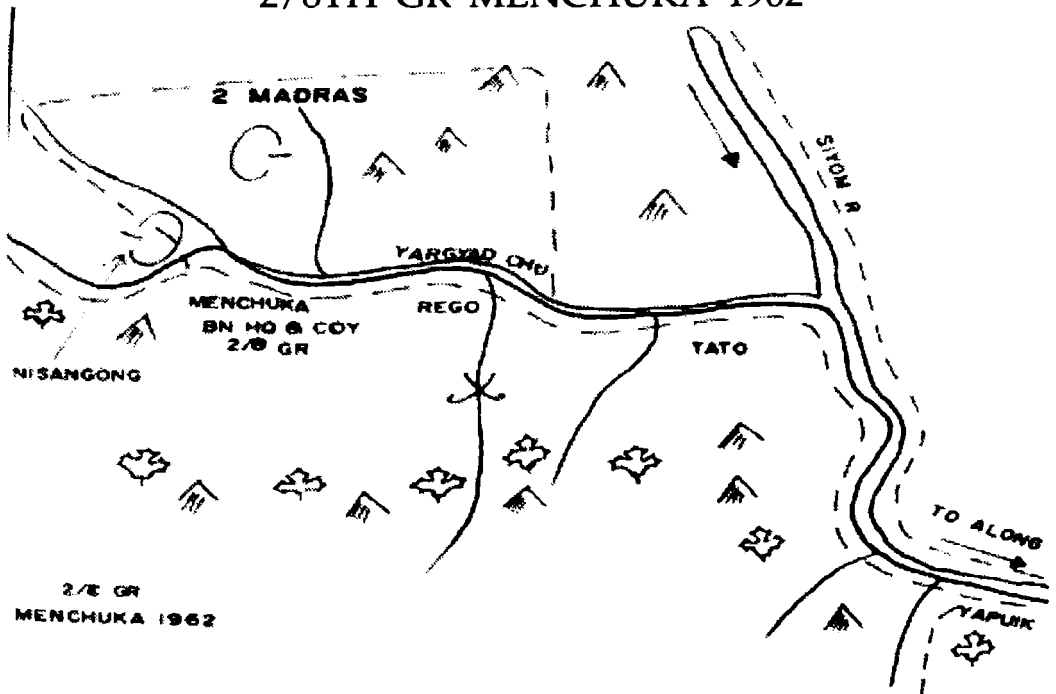 2/8TH GR MENCHUKA 1962
2 MADRAS
SIYOM R
YARGYAD CHU
MENCHUKA
BN HQ & COY
2/8 GR
REGO
TATO
NISANGONG
TO ALONG
YAPUIK
2/8 GR
MENCHUKA 1962